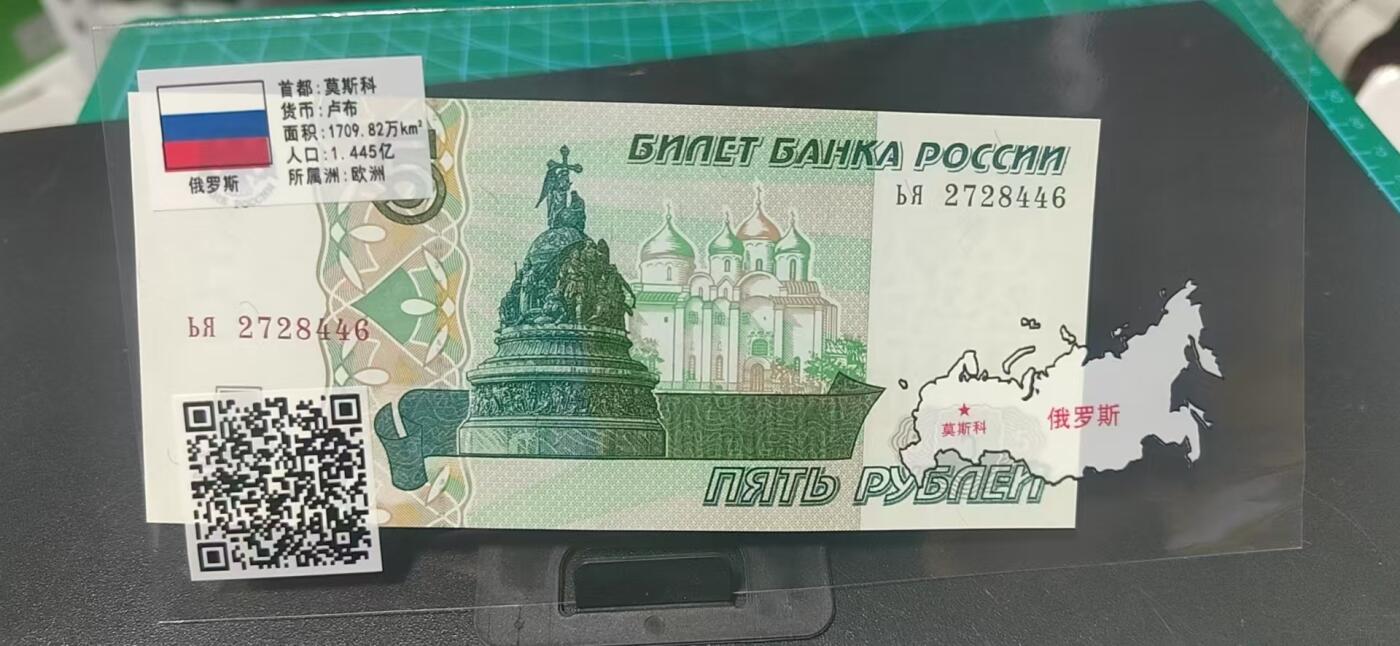 首都:莫斯科
货币:卢布
面积:1709.82万km²
人口:1.445亿
所属洲:欧洲
俄罗斯
БИЛЕТ БАНКА РОССИИ
ЬЯ 2728446
ЬЯ 2728446
莫斯科
俄罗斯
ПЯТЬ РУБЛЕЙ